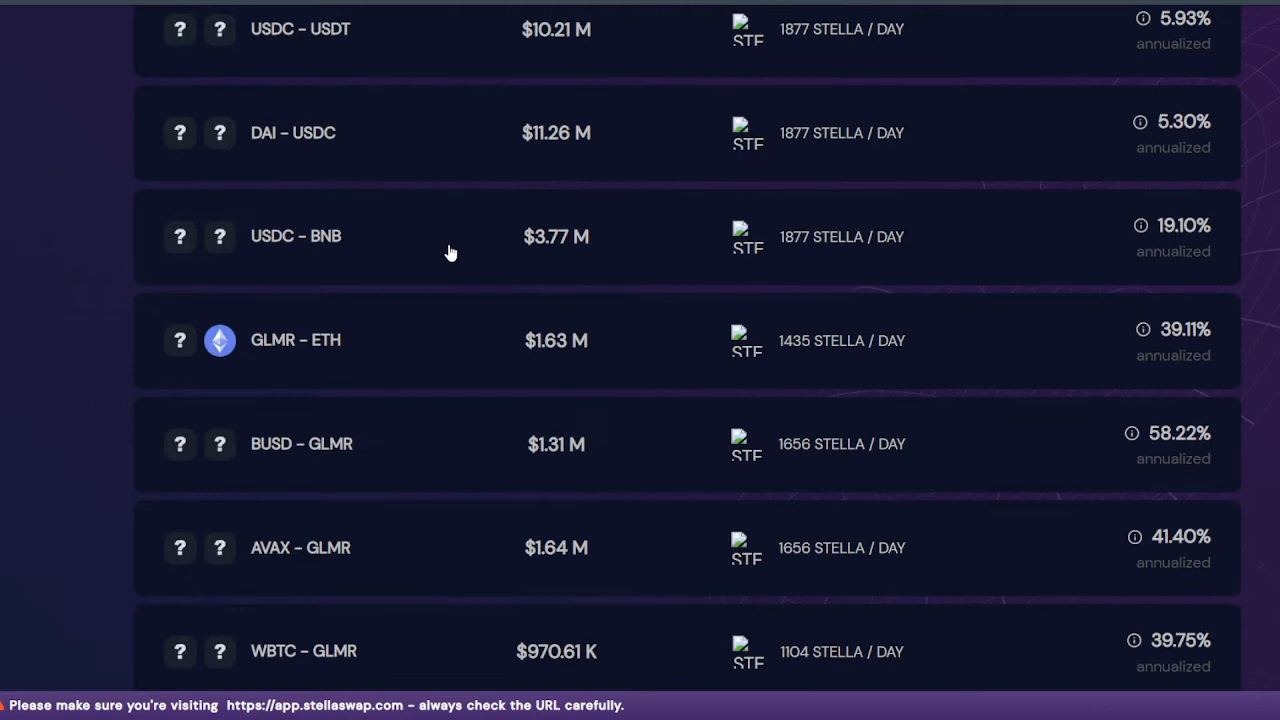 ? ? USDC - USDT $10.21 M STE 1877 STELLA / DAY 5.93%
annualized
? ? DAI - USDC $11.26 M STE 1877 STELLA / DAY 5.30%
annualized
? ? USDC - BNB $3.77 M STE 1877 STELLA / DAY 19.10%
annualized
? GLMR - ETH $1.63 M STE 1435 STELLA / DAY 39.11%
annualized
? ? BUSD - GLMR $1.31 M STE 1656 STELLA / DAY 58.22%
annualized
? ? AVAX - GLMR $1.64 M STE 1656 STELLA / DAY 41.40%
annualized
? ? WBTC - GLMR $970.61 K STE 1104 STELLA / DAY 39.75%
annualized
Please make sure you're visiting https://app.stellaswap.com - always check the URL carefully.